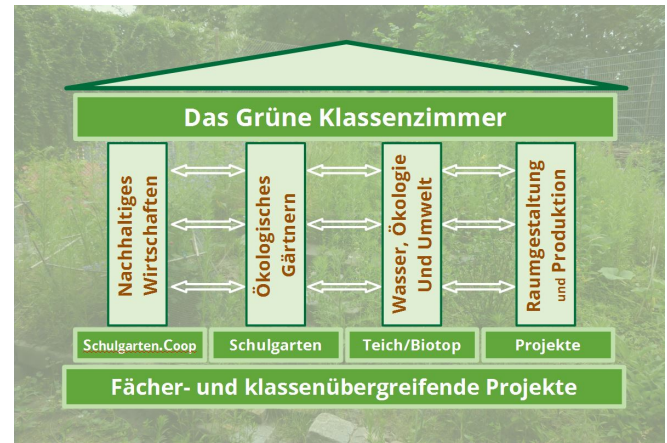 Das Grüne Klassenzimmer
Nachhaltiges
Wirtschaften
Ökologisches
Gärtnern
Wasser, Ökologie
Und Umwelt
Raumgestaltung
und Produktion
Schulgarten.Coop
Schulgarten
Teich/Biotop
Projekte
Fächer- und klassenübergreifende Projekte